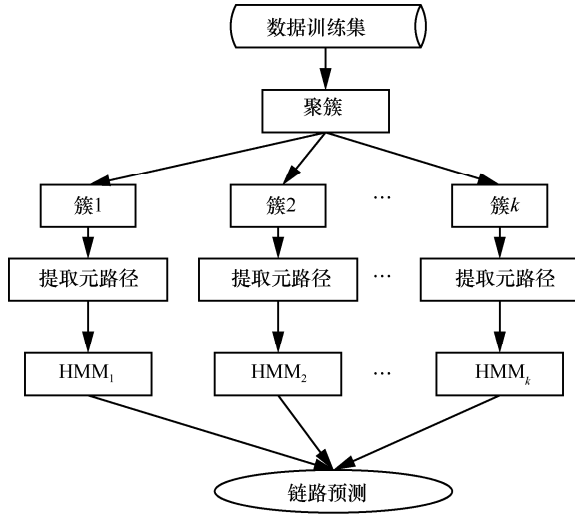 数据训练集
聚簇
簇1 簇2 … 簇k
提取元路径 提取元路径 … 提取元路径
HMM₁ HMM₂ … HMMₖ
链路预测